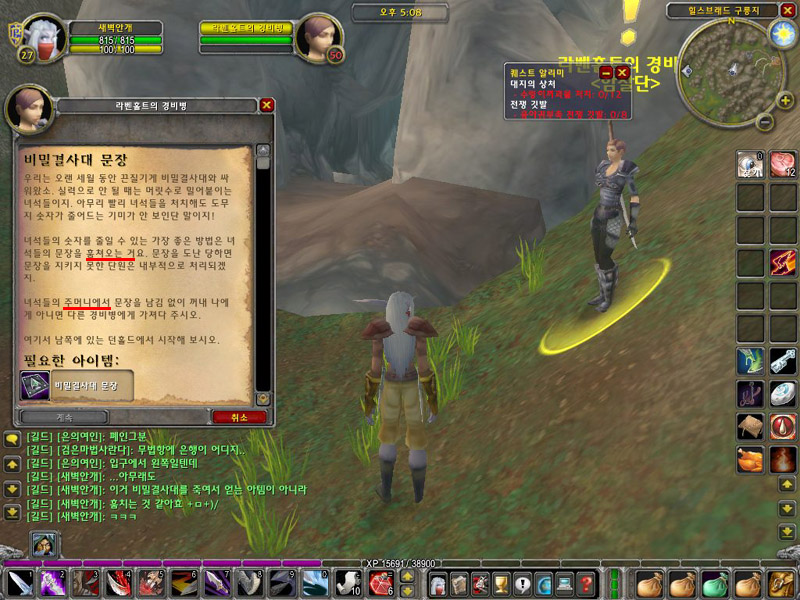 새벽안개
815 / 815
100 / 100
27
라벤홀트의 경비병
50
오후 5:08
힐스브래드 구릉지
N
라벤홀트의 경비
<암살단>
퀘스트 알리미
대지의 상처
전쟁 깃발
라벤홀트의 경비병
비밀결사대 문장
우리는 오랜 세월 동안 끈질기게 비밀결사대와 싸
워왔소. 실력으로 안 될 때는 머릿수로 밀어붙이는
녀석들이지. 아무리 빨리 녀석들을 처치해도 도무
지 숫자가 줄어드는 기미가 안 보인단 말이지!
녀석들의 숫자를 줄일 수 있는 가장 좋은 방법은 녀
석들의 문장을 훔쳐오는 거요. 문장을 도난 당하면
문장을 지키지 못한 단원은 내부적으로 처리되겠
지.
녀석들의 주머니에서 문장을 남김 없이 꺼내 나에
게 아니면 다른 경비병에게 가져다 주시오.
여기서 남쪽에 있는 던홀드에서 시작해 보시오.
필요한 아이템:
비밀결사대 문장
계속
취소
[길드] [은의여인]: 폐인그분
[길드] [검은마법사란다]: 무법항에 은행이 어디지..
[길드] [은의여인]: 입구에서 왼쪽일텐데
[길드] [새벽안개]: ...아무래도
[길드] [새벽안개]: 이거 비밀결사대를 죽여서 얻는 아템이 아니라
[길드] [새벽안개]: 훔치는 것 같아효 +ㅁ+)/
[길드] [새벽안개]: ㅋㅋㅋ
XP 15691 / 38900
0
12
10
6